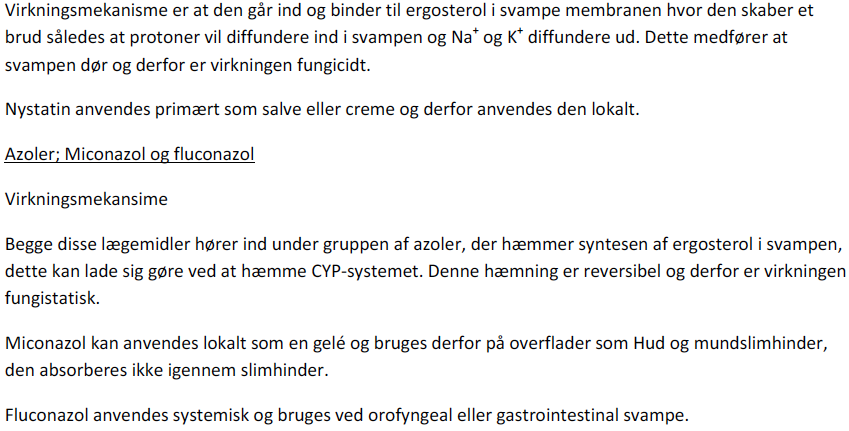 Virkningsmekanisme er at den går ind og binder til ergosterol i svampe membranen hvor den skaber et
brud således at protoner vil diffundere ind i svampen og Na⁺ og K⁺ diffundere ud. Dette medfører at
svampen dør og derfor er virkningen fungicidt.
Nystatin anvendes primært som salve eller creme og derfor anvendes den lokalt.
Azoler; Miconazol og fluconazol
Virkningsmekansime
Begge disse lægemidler hører ind under gruppen af azoler, der hæmmer syntesen af ergosterol i svampen,
dette kan lade sig gøre ved at hæmme CYP-systemet. Denne hæmning er reversibel og derfor er virkningen
fungistatisk.
Miconazol kan anvendes lokalt som en gelé og bruges derfor på overflader som Hud og mundslimhinder,
den absorberes ikke igennem slimhinder.
Fluconazol anvendes systemisk og bruges ved orofyngeal eller gastrointestinal svampe.